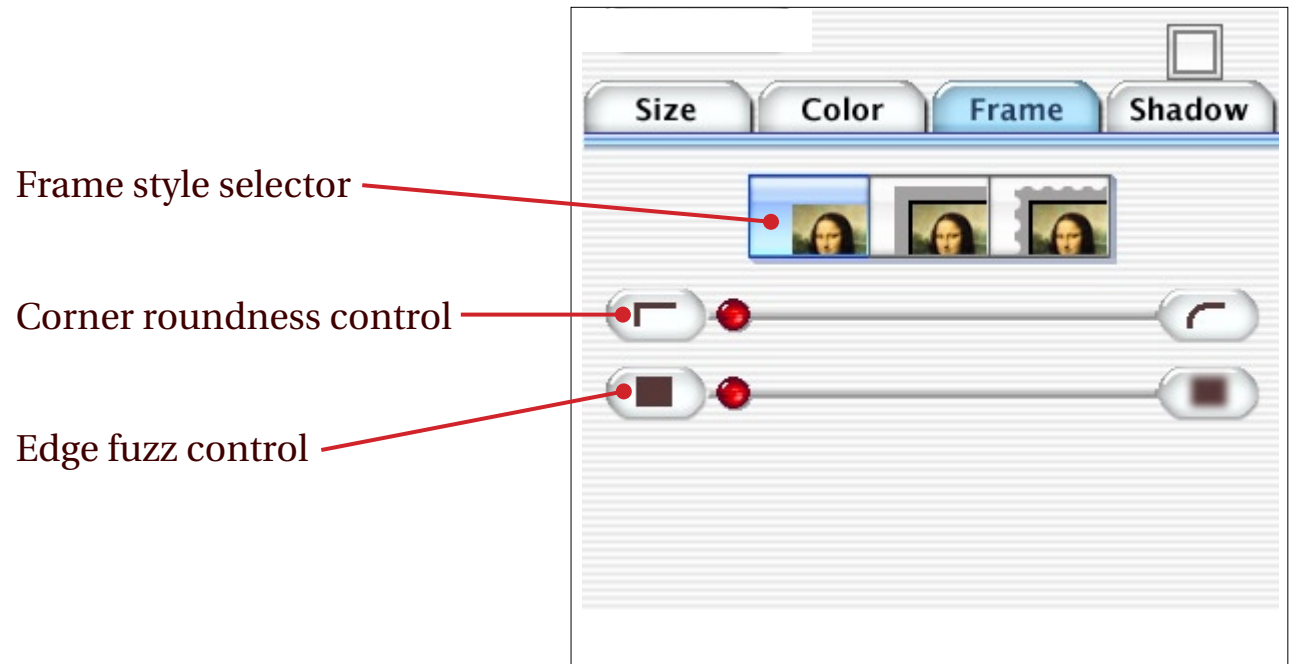 Size Color Frame Shadow
Frame style selector
Corner roundness control
Edge fuzz control